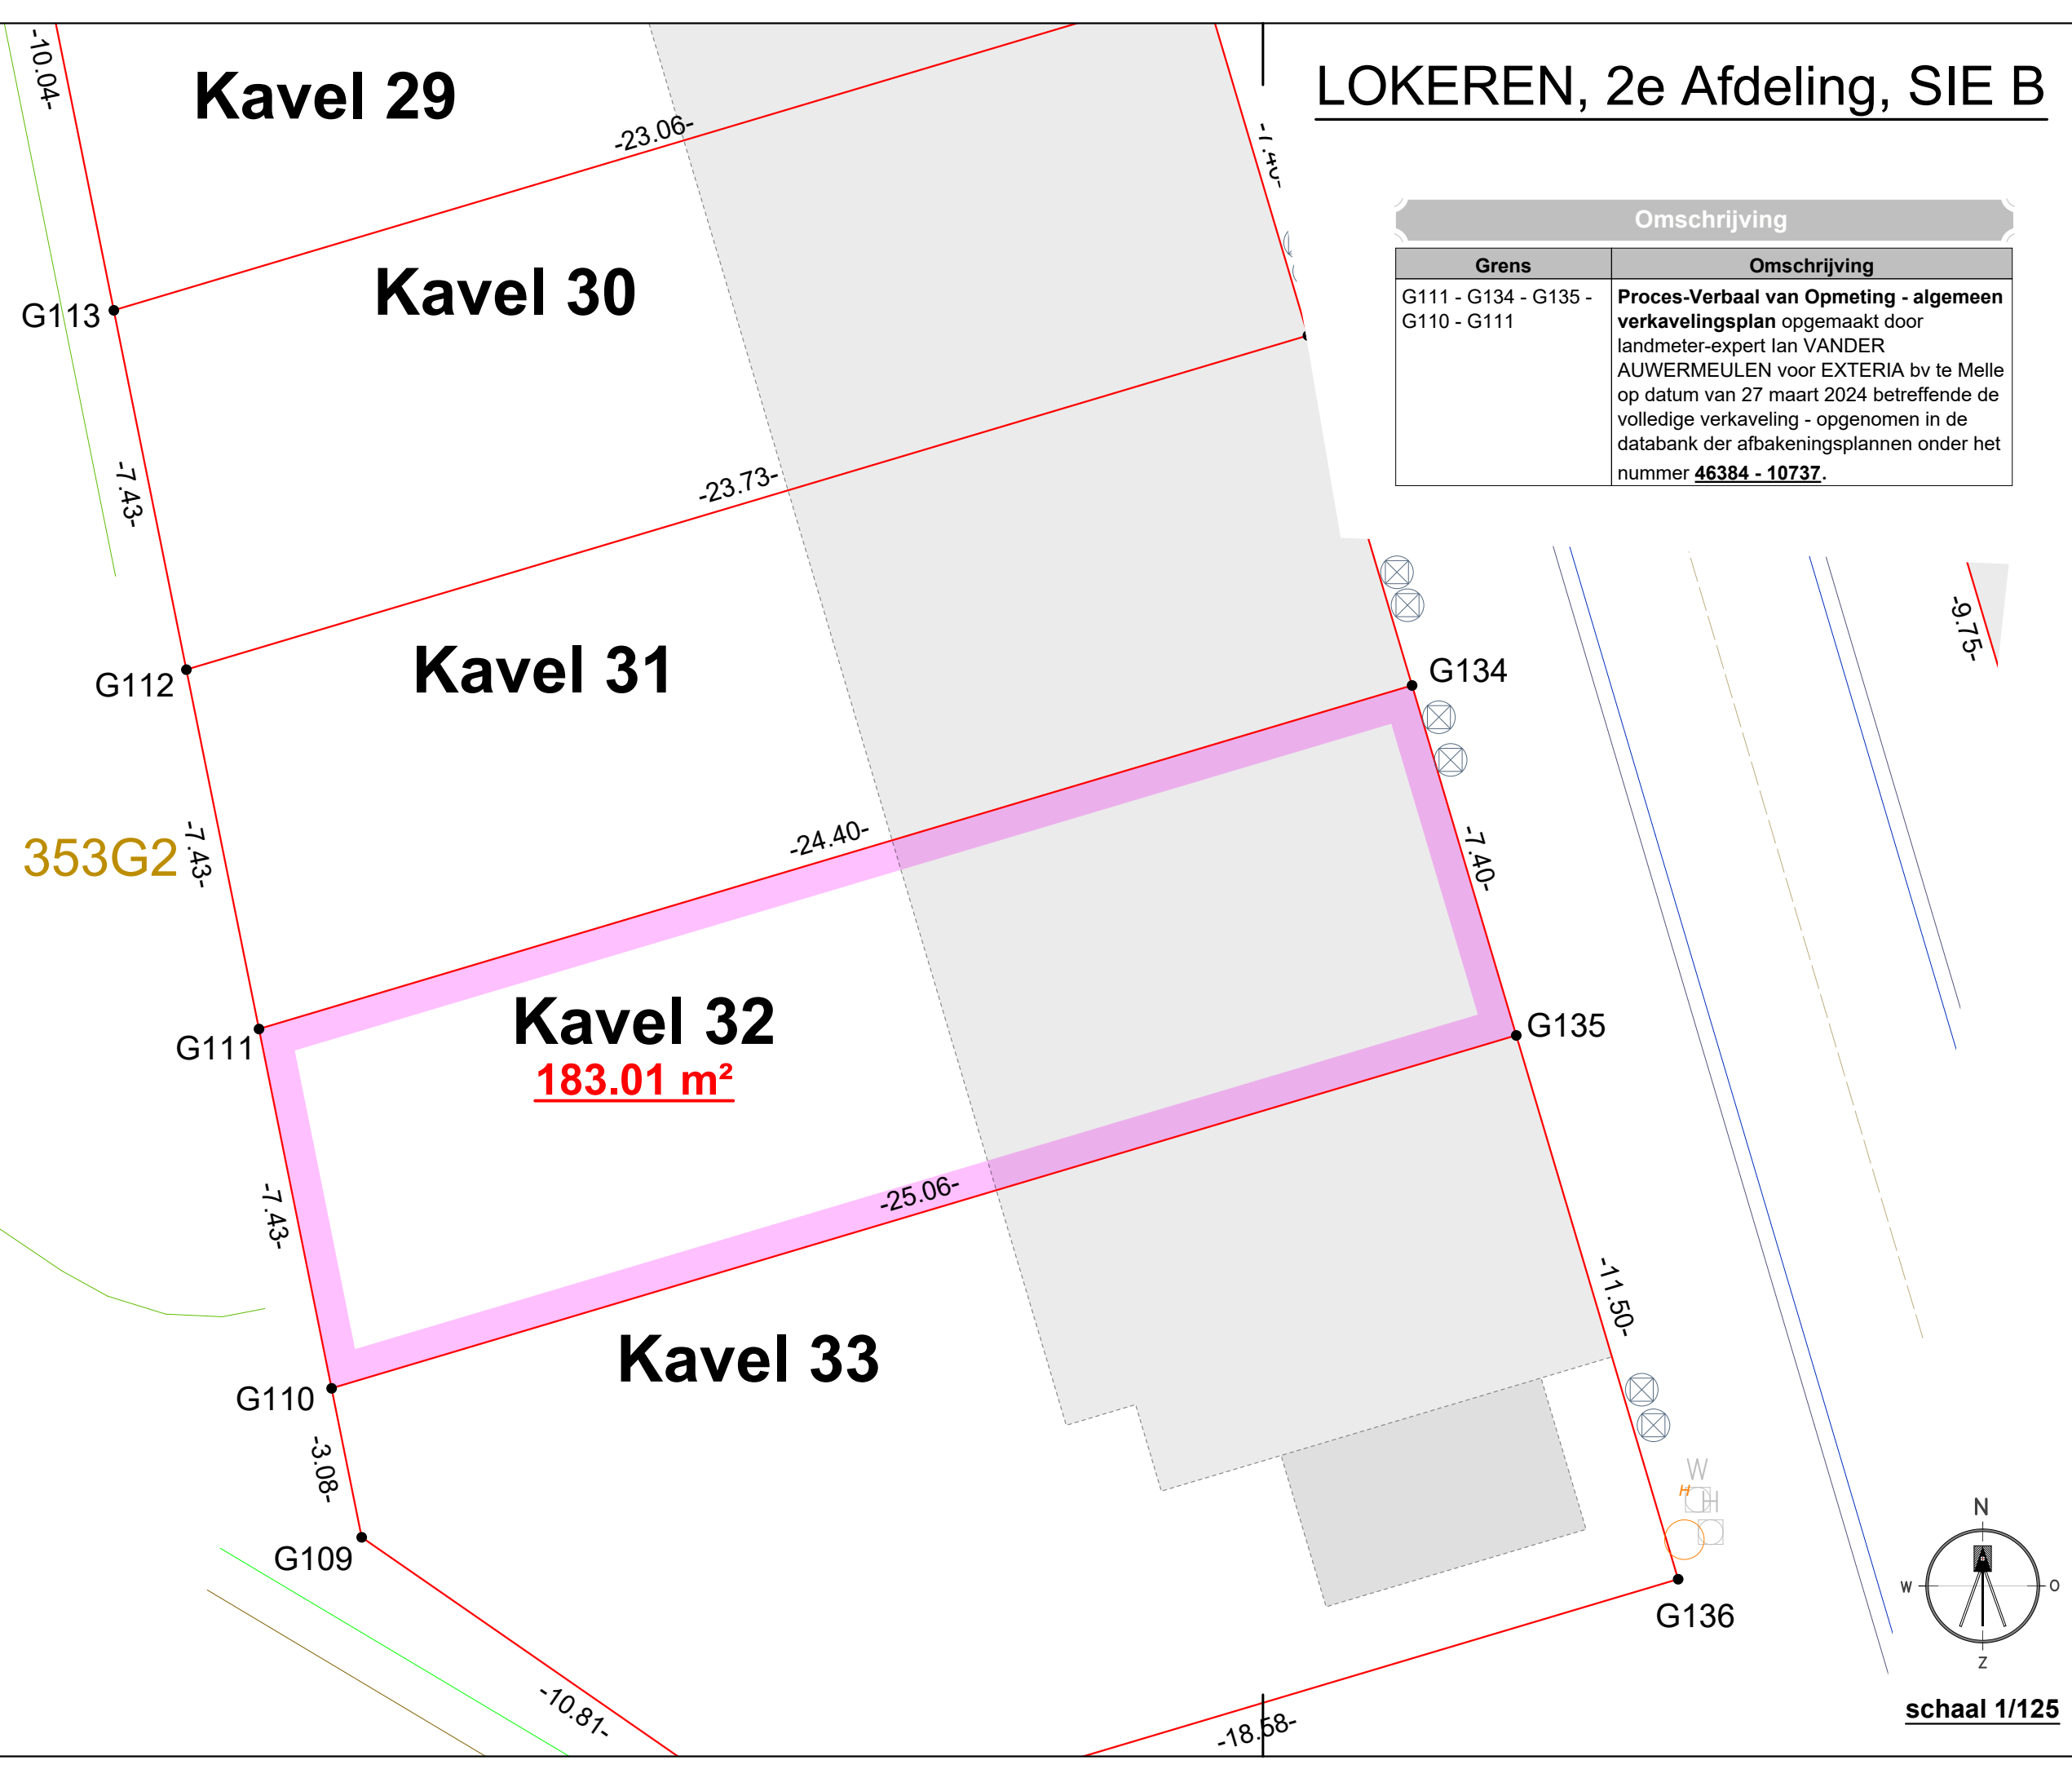 LOKEREN, 2e Afdeling, SIE B
-10.04-
Kavel 29
-23.06-
Omschrijving
Grens
Omschrijving
G111 - G134 - G135 -
G110 - G111
Proces-Verbaal van Opmeting - algemeen
verkavelingsplan opgemaakt door
landmeter-expert Ian VANDER
AUWERMEULEN voor EXTERIA bv te Melle
op datum van 27 maart 2024 betreffende de
volledige verkaveling - opgenomen in de
databank der afbakeningsplannen onder het
nummer 46384 - 10737.
Kavel 30
G113
-7.43-
-23.73-
-9.75-
Kavel 31
G112
G134
-24.40-
-7.40-
353G2
-7.43-
Kavel 32
183.01 m²
G111
G135
-25.06-
-7.43-
-11.50-
Kavel 33
G110
-3.08-
W
H
H
G109
G136
N
W
O
Z
-10.81-
-18.58-
schaal 1/125